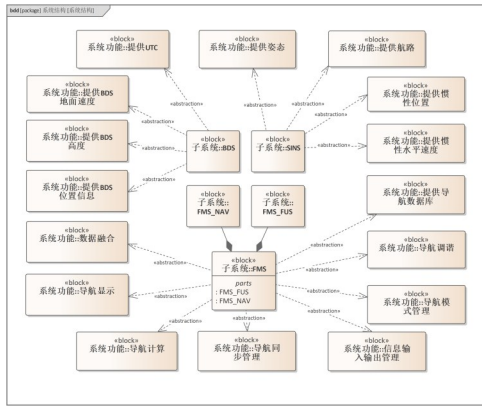 bdd [package] 系统结构 [系统结构]
«block»
系统功能::提供UTC
«block»
系统功能::提供姿态
«block»
系统功能::提供航路
«block»
系统功能::提供BDS
地面速度
«block»
系统功能::提供BDS
高度
«block»
系统功能::提供BDS
位置信息
«block»
子系统::BDS
«block»
子系统::SINS
«block»
系统功能::提供惯
性位置
«block»
系统功能::提供惯
性水平速度
«abstraction»
«abstraction»
«abstraction»
«abstraction»
«abstraction»
«abstraction»
«abstraction»
«abstraction»
«block»
子系统::
FMS_NAV
«block»
子系统::
FMS_FUS
«block»
系统功能::提供导
航数据库
«block»
系统功能::数据融合
«block»
子系统::FMS
parts
: FMS_FUS
: FMS_NAV
«block»
系统功能::导航调谐
«block»
系统功能::导航显示
«block»
系统功能::导航模
式管理
«abstraction»
«abstraction»
«abstraction»
«abstraction»
«abstraction»
«abstraction»
«abstraction»
«abstraction»
«block»
系统功能::导航计算
«block»
系统功能::导航同
步管理
«block»
系统功能::信息输
入输出管理